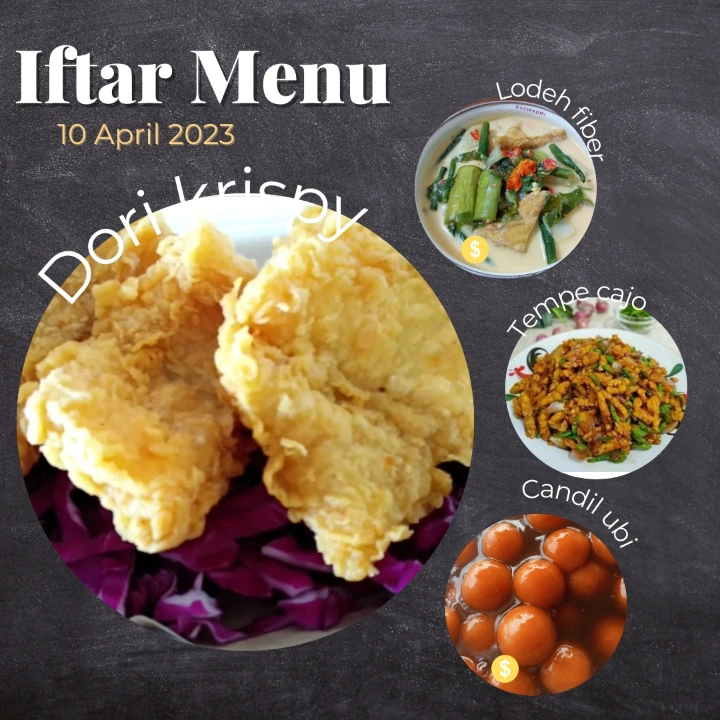 Iftar Menu
10 April 2023
Dori krispy
Lodeh fiber
Tempe cajo
Candil ubi
$
$